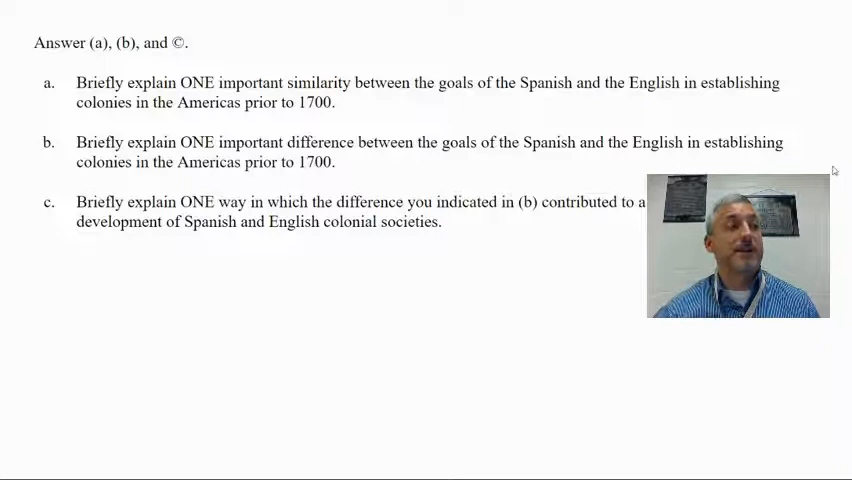 Answer (a), (b), and ©.
a. Briefly explain ONE important similarity between the goals of the Spanish and the English in establishing
colonies in the Americas prior to 1700.
b. Briefly explain ONE important difference between the goals of the Spanish and the English in establishing
colonies in the Americas prior to 1700.
c. Briefly explain ONE way in which the difference you indicated in (b) contributed to a
development of Spanish and English colonial societies.